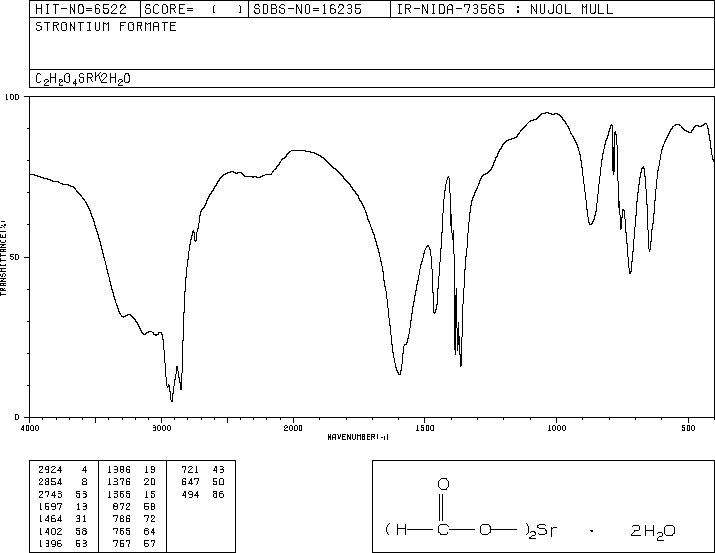 HIT-NO=6522 SCORE= ( ) SDBS-NO=16235 IR-NIDA-73565 : NUJOL MULL
STRONTIUM FORMATE
C2H2O4SRK2H2O
100
50
0
TRANSMITTANCE(%)
4000 3000 2000 1500 1000 500
WAVENUMBER(-1)
2924 4 1386 19 721 43
2854 8 1376 20 647 50
2743 53 1365 15 494 86
1597 13 872 58
1464 31 786 72
1402 58 765 64
1396 63 757 57
O
( H C O )2Sr · 2H2O